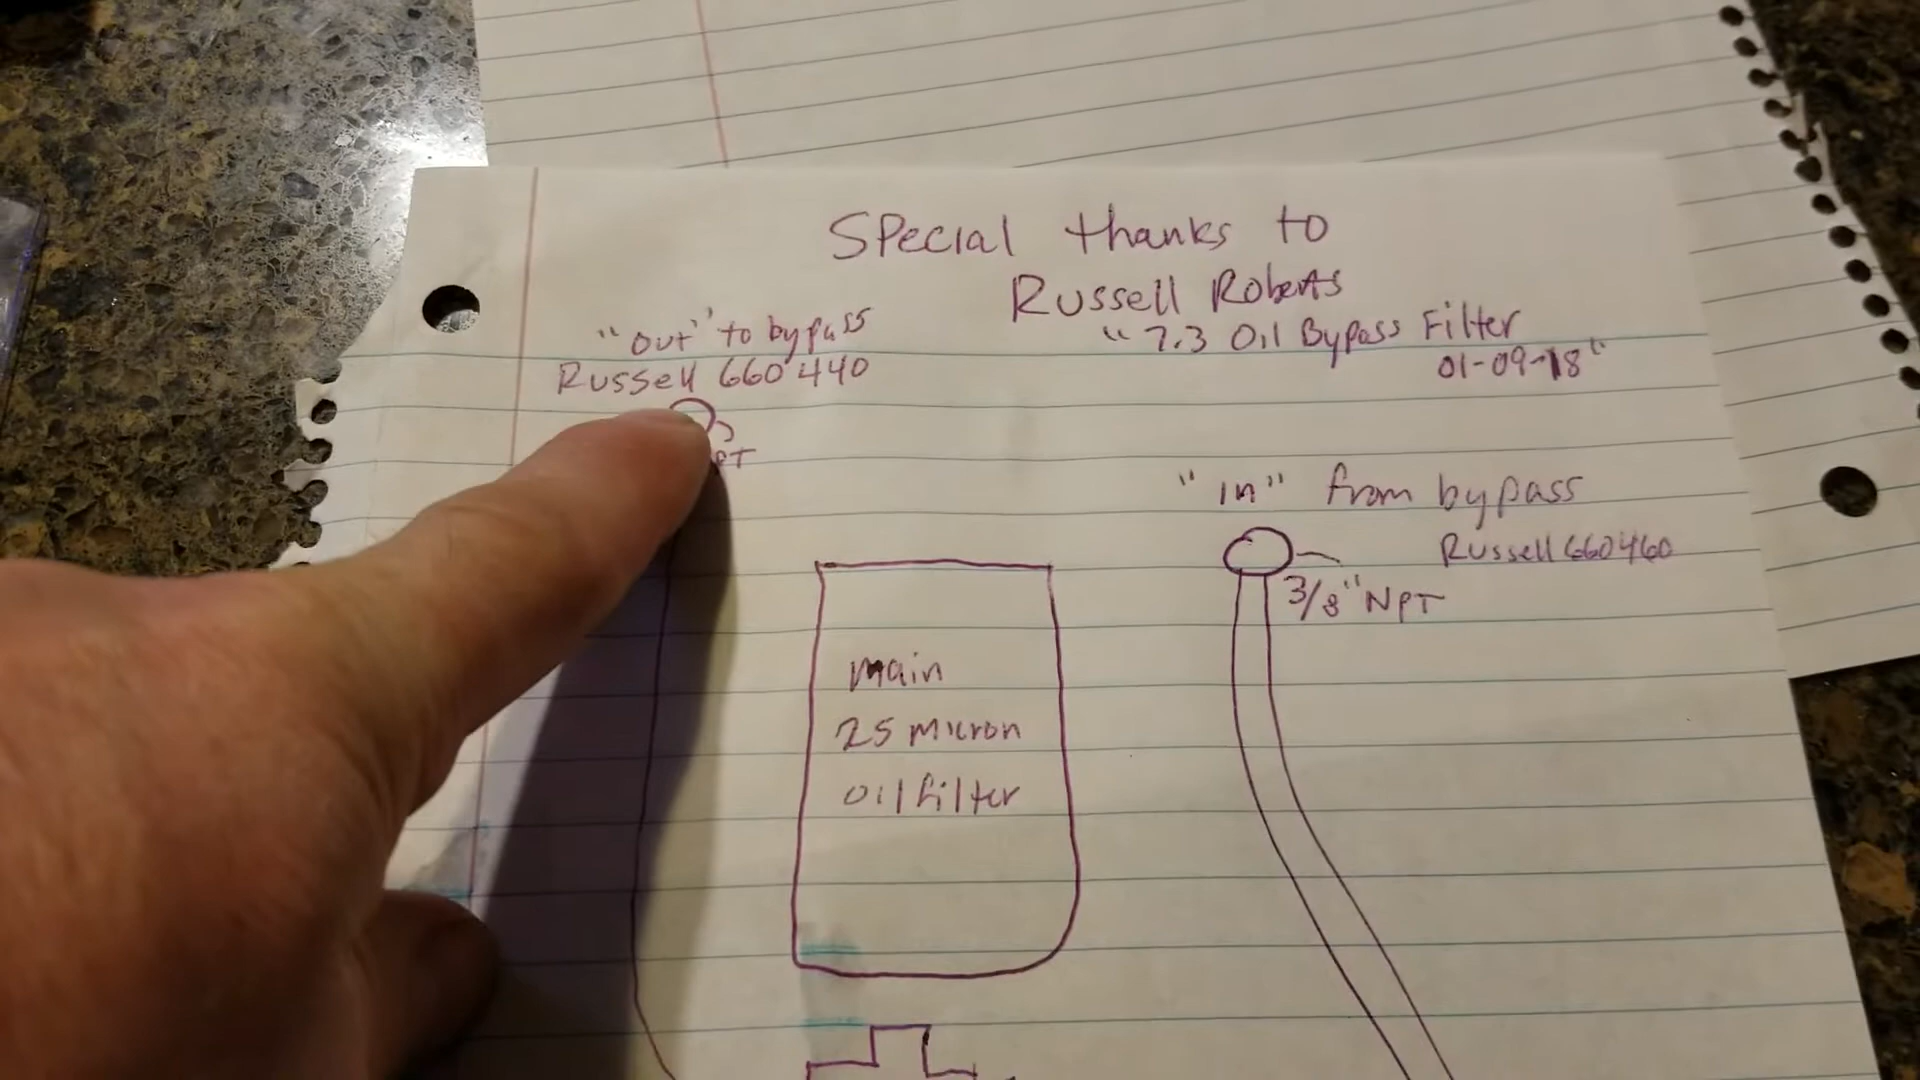 Special thanks to
Russell Roberts
"7.3 Oil Bypass Filter
01-09-18"
"out" to bypass
Russell 660440
"in" from bypass
Russell 660460
3/8" NPT
main
25 micron
oil filter